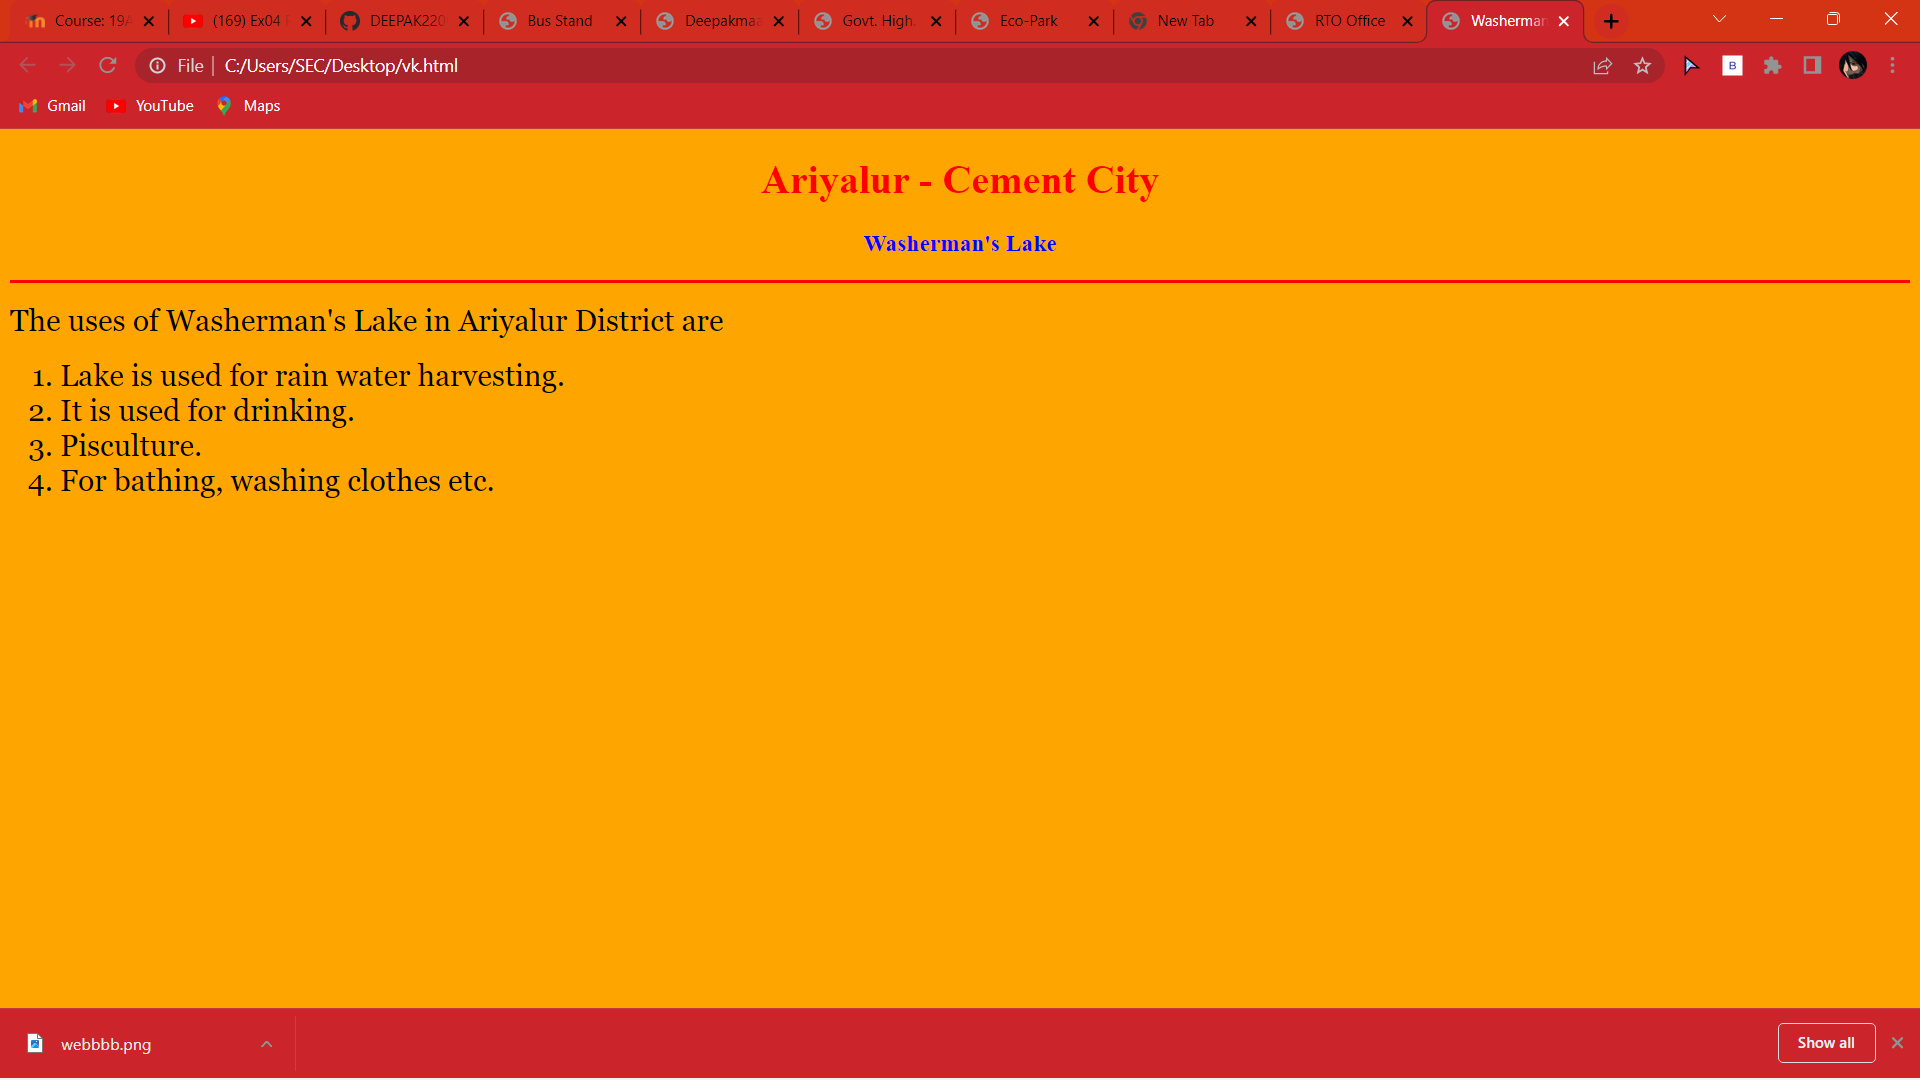 Course: 19A
(169) Ex04 P
DEEPAK220
Bus Stand
Deepakmaa
Govt. High.
Eco-Park
New Tab
RTO Office
Washerman
File
C:/Users/SEC/Desktop/vk.html
B
Gmail
YouTube
Maps
Ariyalur - Cement City
Washerman's Lake
The uses of Washerman's Lake in Ariyalur District are
1. Lake is used for rain water harvesting.
2. It is used for drinking.
3. Pisculture.
4. For bathing, washing clothes etc.
webbbb.png
Show all